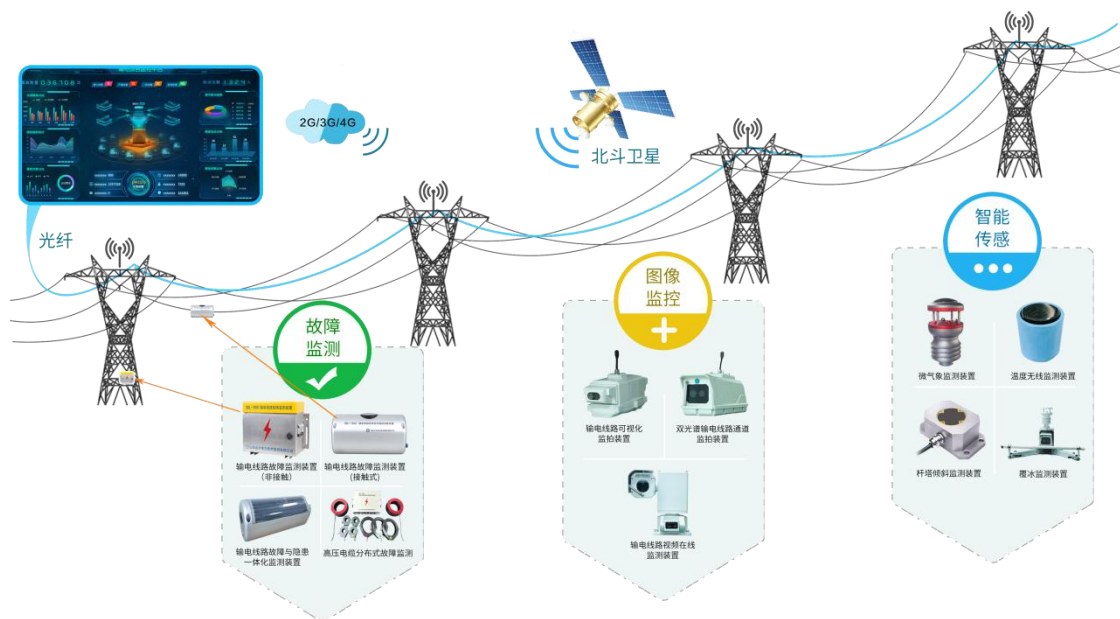 2G/3G/4G
北斗卫星
光纤
故障
监测
输电线路故障监测装置
（非接触）
输电线路故障监测装置
(接触式)
输电线路故障与隐患
一体化监测装置
高压电缆分布式故障监测
图像
监控
输电线路可视化
监拍装置
双光谱输电线路通道
监拍装置
输电线路视频在线
监测装置
智能
传感
微气象监测装置
温度无线监测装置
杆塔倾斜监测装置
覆冰监测装置